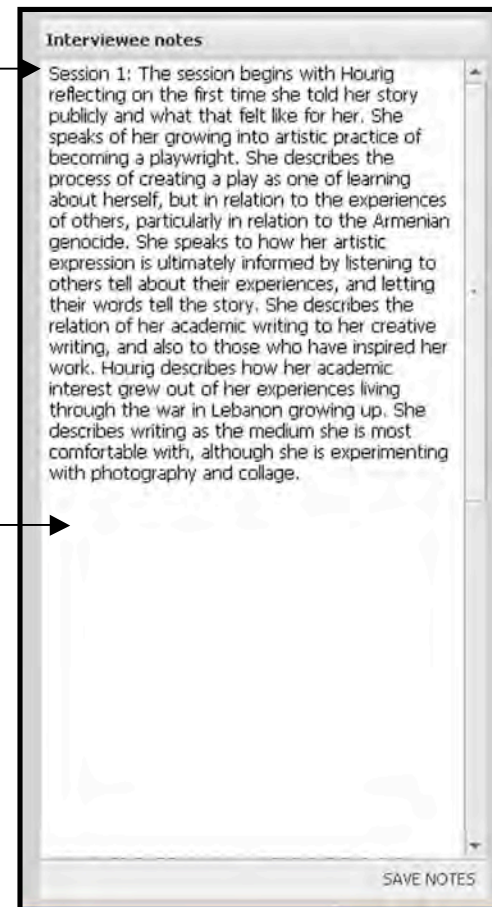 Interviewee notes
Session 1: The session begins with Hourig
reflecting on the first time she told her story
publicly and what that felt like for her. She
speaks of her growing into artistic practice of
becoming a playwright. She describes the
process of creating a play as one of learning
about herself, but in relation to the experiences
of others, particularly in relation to the Armenian
genocide. She speaks to how her artistic
expression is ultimately informed by listening to
others tell about their experiences, and letting
their words tell the story. She describes the
relation of her academic writing to her creative
writing, and also to those who have inspired her
work. Hourig describes how her academic
interest grew out of her experiences living
through the war in Lebanon growing up. She
describes writing as the medium she is most
comfortable with, although she is experimenting
with photography and collage.
SAVE NOTES